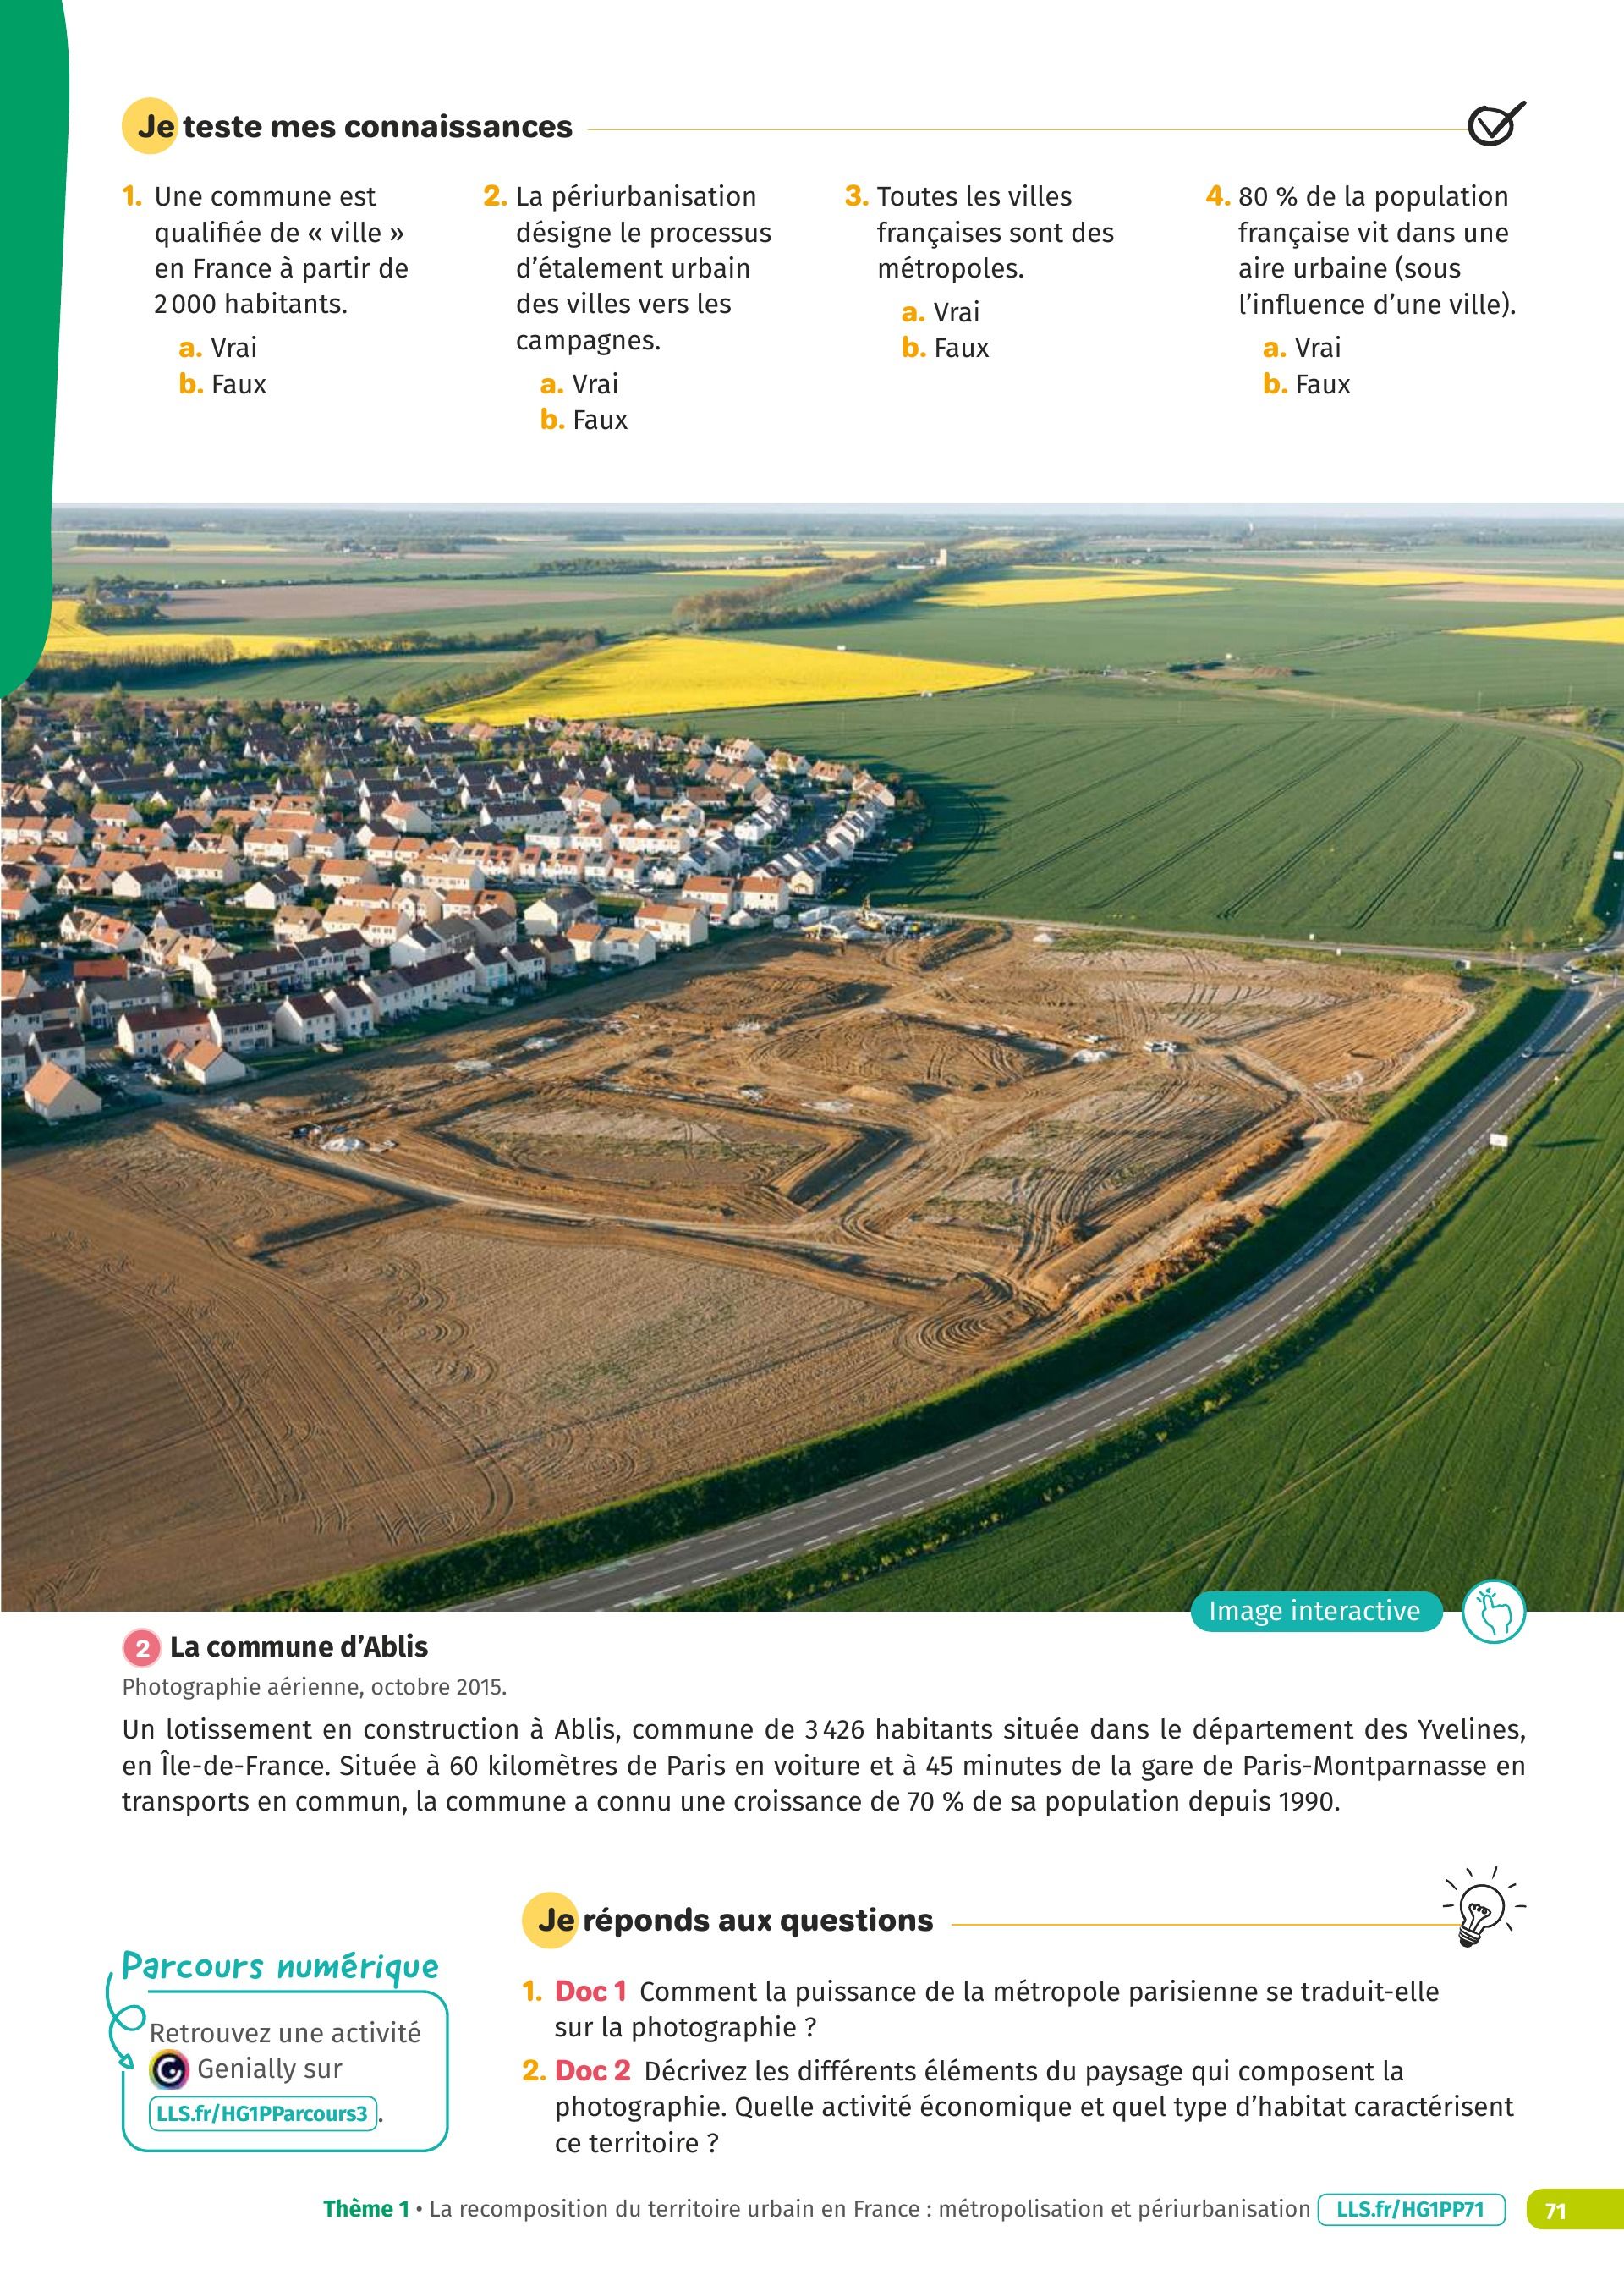 Je teste mes connaissances
1. Une commune est
qualifiée de « ville »
en France à partir de
2 000 habitants.
a. Vrai
b. Faux
2. La périurbanisation
désigne le processus
d'étalement urbain
des villes vers les
campagnes.
a. Vrai
b. Faux
3. Toutes les villes
françaises sont des
métropoles.
a. Vrai
b. Faux
4. 80 % de la population
française vit dans une
aire urbaine (sous
l'influence d'une ville).
a. Vrai
b. Faux
Image interactive
2 La commune d'Ablis
Photographie aérienne, octobre 2015.
Un lotissement en construction à Ablis, commune de 3 426 habitants située dans le département des Yvelines,
en Île-de-France. Située à 60 kilomètres de Paris en voiture et à 45 minutes de la gare de Paris-Montparnasse en
transports en commun, la commune a connu une croissance de 70 % de sa population depuis 1990.
Parcours numérique
Retrouvez une activité
Genially sur
LLS.fr/HG1PParcours3.
Je réponds aux questions
1. Doc 1 Comment la puissance de la métropole parisienne se traduit-elle
sur la photographie ?
2. Doc 2 Décrivez les différents éléments du paysage qui composent la
photographie. Quelle activité économique et quel type d'habitat caractérisent
ce territoire ?
Thème 1 • La recomposition du territoire urbain en France : métropolisation et périurbanisation LLS.fr/HG1PP71 71